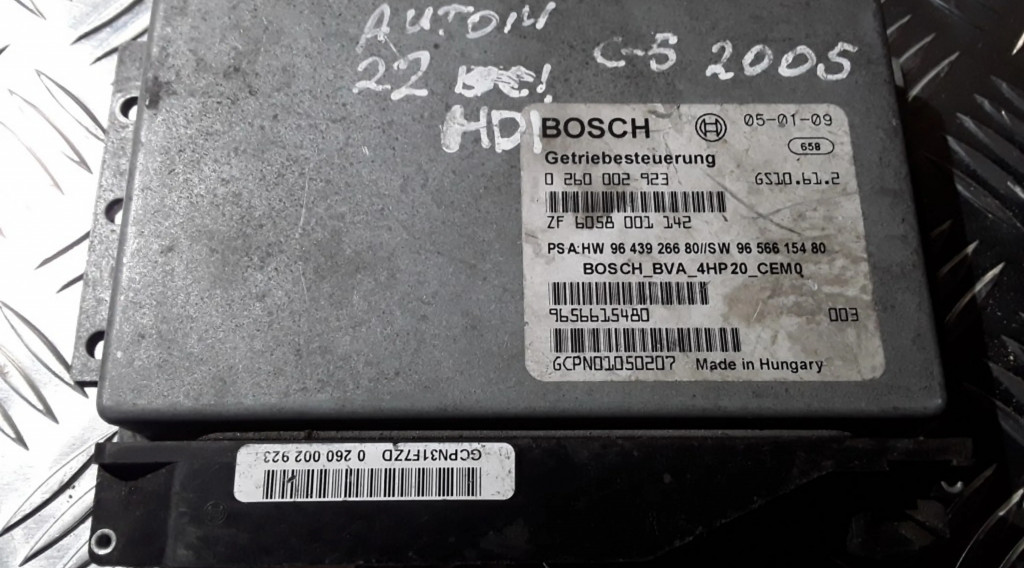 AUTOM
22
HDI
C-5 2005
BOSCH
05-01-09
658
Getriebesteuerung
0 260 002 923 GS10.61.2
ZF 6058 001 142
PSA:HW 96 439 266 80//SW 96 566 154 80
BOSCH_BVA_4HP20_CEM0
9656615480 003
GCPN01050207 Made in Hungary
GCPN31F7ZD 0 260 002 923